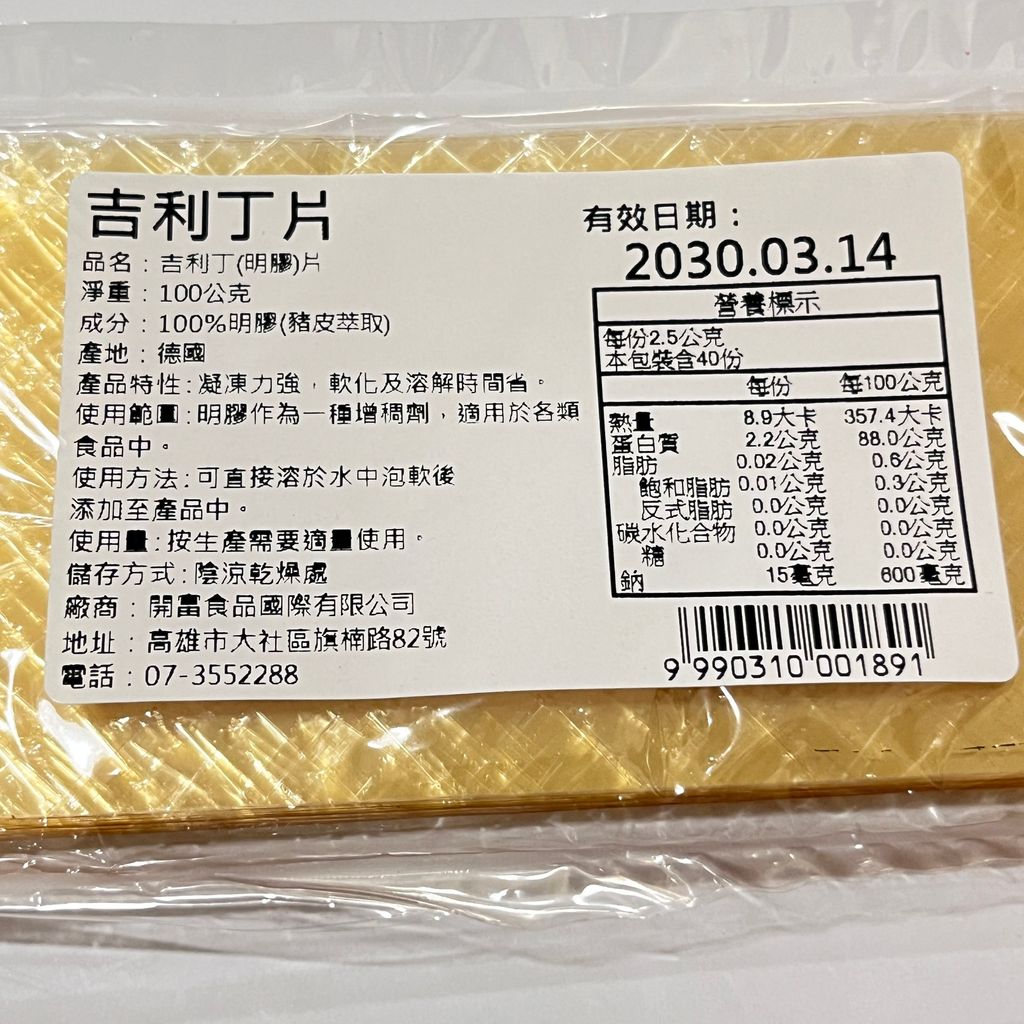 吉利丁片
品名：吉利丁(明膠)片
淨重：100公克
成分：100%明膠(豬皮萃取)
產地：德國
產品特性:凝凍力強，軟化及溶解時間省。
使用範圍:明膠作為一種增稠劑，適用於各類
食品中。
使用方法:可直接溶於水中泡軟後
添加至產品中。
使用量:按生產需要適量使用。
儲存方式:陰涼乾燥處
廠商：開富食品國際有限公司
地址：高雄市大社區旗楠路82號
電話：07-3552288
有效日期：
2030.03.14
營養標示
每份2.5公克
本包裝含40份
每份 每100公克
熱量 8.9大卡 357.4大卡
蛋白質 2.2公克 88.0公克
脂肪 0.02公克 0.6公克
飽和脂肪 0.01公克 0.3公克
反式脂肪 0.0公克 0.0公克
碳水化合物 0.0公克 0.0公克
糖 0.0公克 0.0公克
鈉 15毫克 600毫克
9 990310 001891